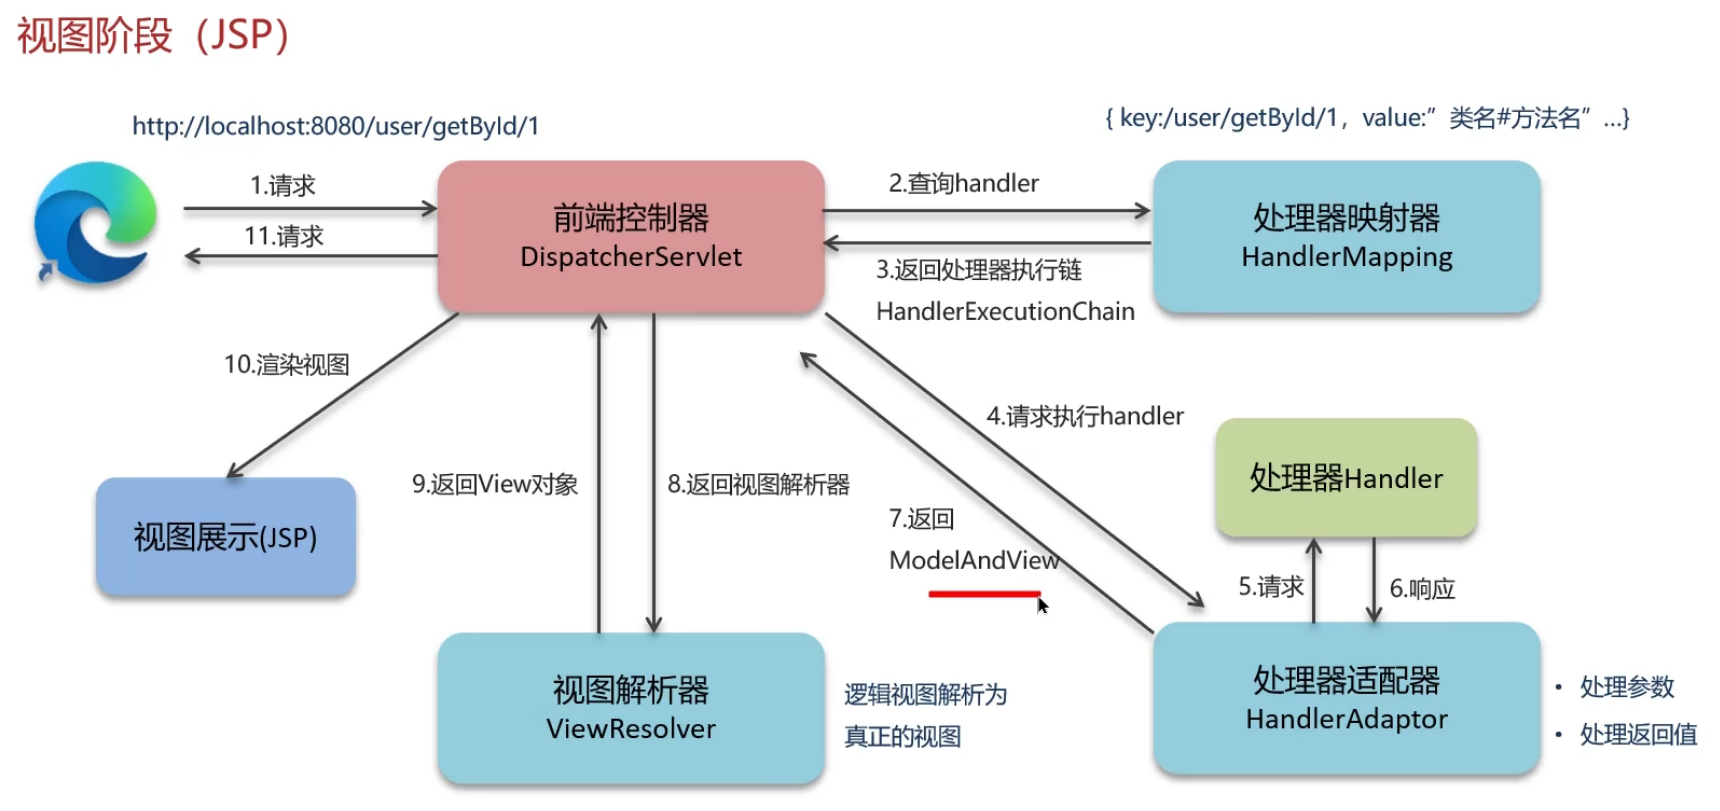 视图阶段（JSP）
http://localhost:8080/user/getById/1
{ key:/user/getById/1，value:”类名#方法名”...}
1.请求
11.请求
前端控制器
DispatcherServlet
2.查询handler
3.返回处理器执行链
HandlerExecutionChain
处理器映射器
HandlerMapping
10.渲染视图
4.请求执行handler
视图展示(JSP)
9.返回View对象
8.返回视图解析器
7.返回
ModelAndView
处理器Handler
5.请求
6.响应
视图解析器
ViewResolver
逻辑视图解析为
真正的视图
处理器适配器
HandlerAdaptor
• 处理参数
• 处理返回值